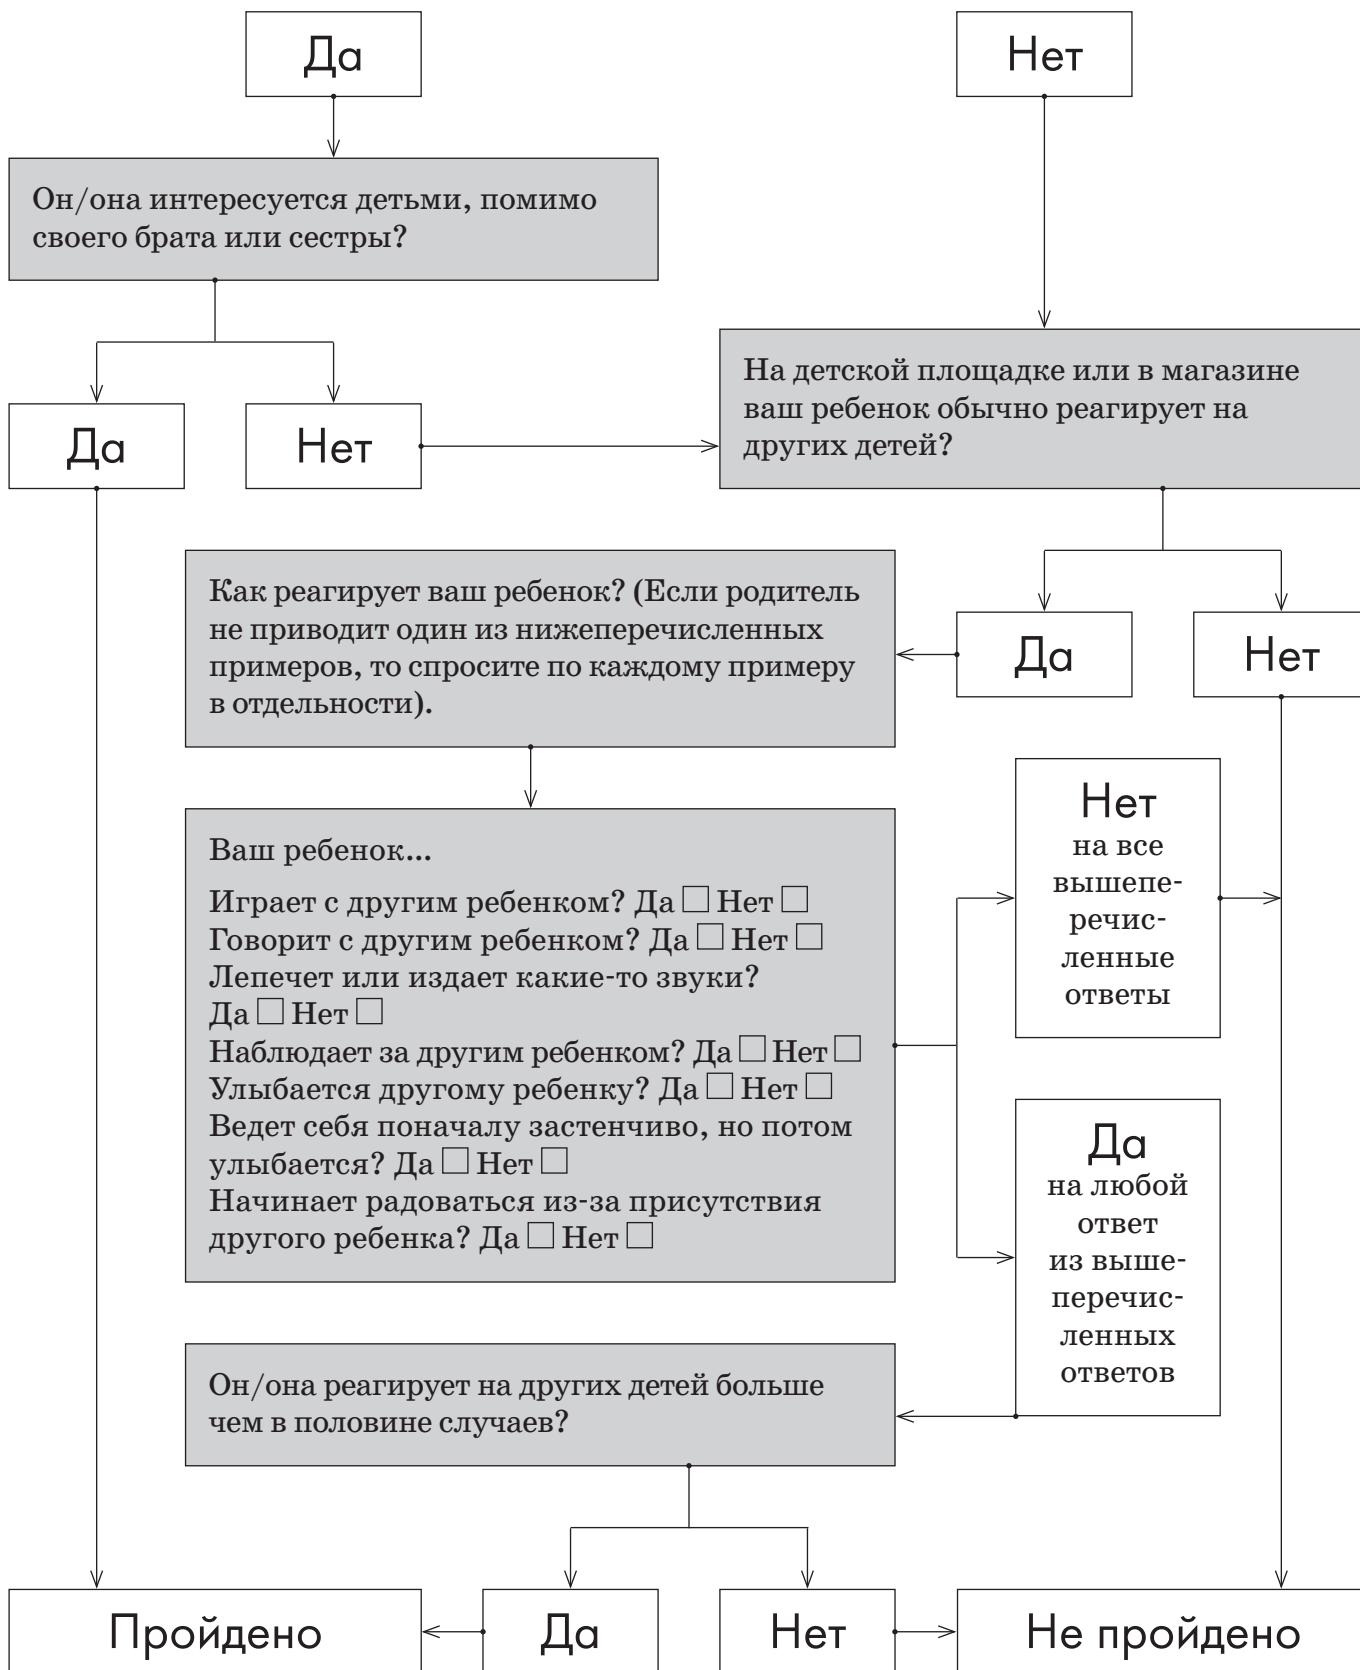 Да
Нет
Он/она интересуется детьми, помимо
своего брата или сестры?
Да
Нет
На детской площадке или в магазине
ваш ребенок обычно реагирует на
других детей?
Как реагирует ваш ребенок? (Если родитель
не приводит один из нижеперечисленных
примеров, то спросите по каждому примеру
в отдельности).
Да
Нет
Ваш ребенок...
Играет с другим ребенком? Да □ Нет □
Говорит с другим ребенком? Да □ Нет □
Лепечет или издает какие-то звуки?
Да □ Нет □
Наблюдает за другим ребенком? Да □ Нет □
Улыбается другому ребенку? Да □ Нет □
Ведет себя поначалу застенчиво, но потом
улыбается? Да □ Нет □
Начинает радоваться из-за присутствия
другого ребенка? Да □ Нет □
Нет
на все
вышепе-
речис-
ленные
ответы
Да
на любой
ответ
из выше-
перечис-
ленных
ответов
Он/она реагирует на других детей больше
чем в половине случаев?
Пройдено
Да
Нет
Не пройдено